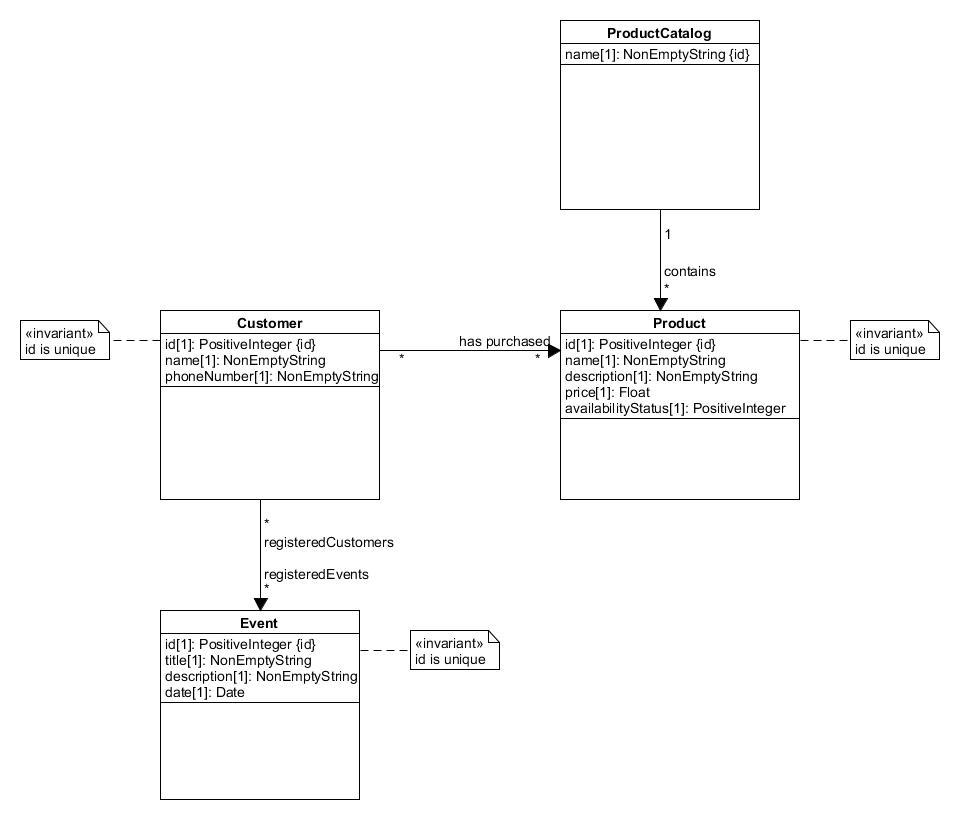 ProductCatalog
name[1]: NonEmptyString {id}
1
contains
*
«invariant»
id is unique
Customer
id[1]: PositiveInteger {id}
name[1]: NonEmptyString
phoneNumber[1]: NonEmptyString
has purchased
*
*
Product
id[1]: PositiveInteger {id}
name[1]: NonEmptyString
description[1]: NonEmptyString
price[1]: Float
availabilityStatus[1]: PositiveInteger
«invariant»
id is unique
*
registeredCustomers
registeredEvents
*
Event
id[1]: PositiveInteger {id}
title[1]: NonEmptyString
description[1]: NonEmptyString
date[1]: Date
«invariant»
id is unique